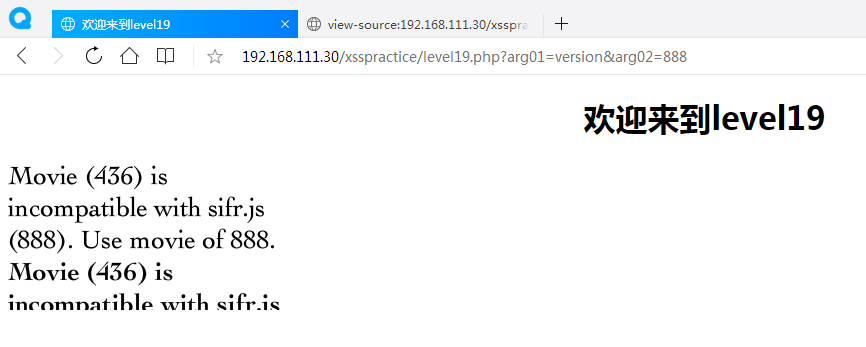 欢迎来到level19
view-source:192.168.111.30/xssprа
192.168.111.30/xsspractice/level19.php?arg01=version&arg02=888
欢迎来到level19
Movie (436) is
incompatible with sifr.js
(888). Use movie of 888.
Movie (436) is
incompatible with sifr.js